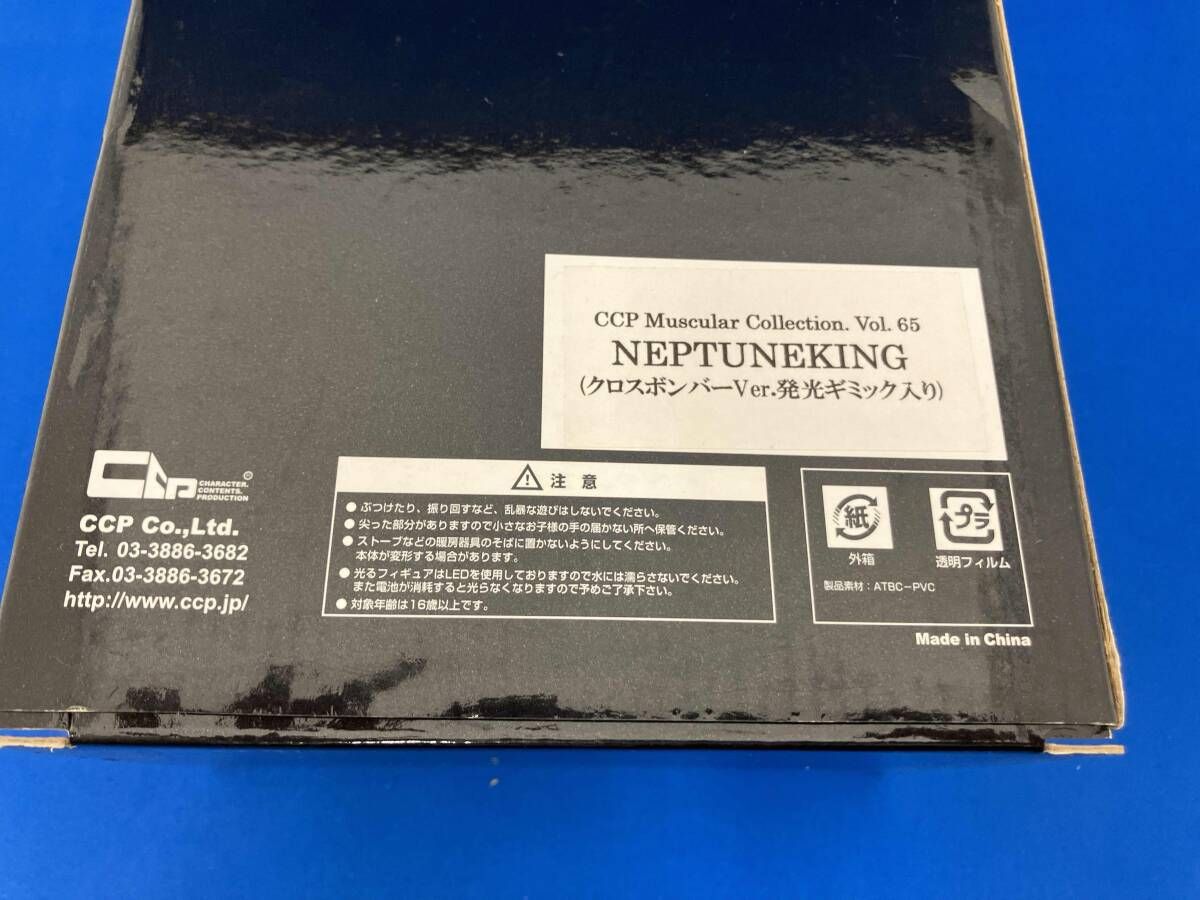 CCP Muscular Collection. Vol. 65
NEPTUNEKING
(クロスボンバーVer.発光ギミック入り)
CCP
CHARACTER.
CONTENTS.
PRODUCTION
®
CCP Co.,Ltd.
Tel. 03-3886-3682
Fax.03-3886-3672
http://www.ccp.jp/
注意
● ぶつけたり、振り回すなど、乱暴な遊びはしないでください。
● 尖った部分がありますので小さなお子様の手の届かない所へ保管ください。
● ストーブなどの暖房器具のそばに置かないようにしてください。
本体が変形する場合があります。
● 光るフィギュアはLEDを使用しておりますので水には濡らさないでください。
また電池が消耗すると光らなくなりますので予めご了承下さい。
● 対象年齢は16歳以上です。
紙
外箱
プラ
透明フィルム
製品素材：ATBC-PVC
Made in China